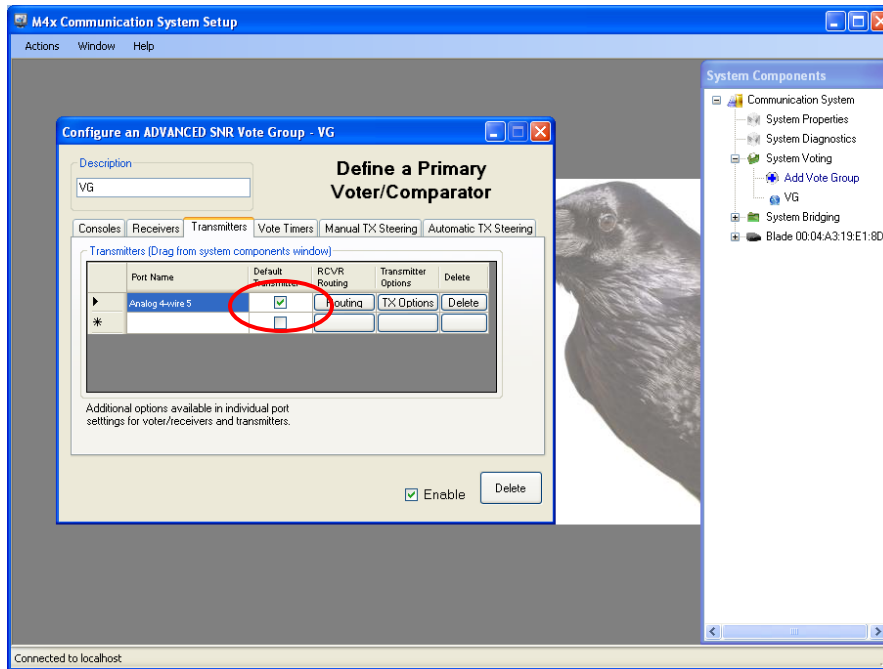 M4x Communication System Setup
Actions Window Help
System Components
Communication System
System Properties
System Diagnostics
System Voting
Add Vote Group
VG
System Bridging
Blade 00:04:A3:19:E1:8D
Configure an ADVANCED SNR Vote Group - VG
Description
VG
Define a Primary
Voter/Comparator
Consoles Receivers Transmitters Vote Timers Manual TX Steering Automatic TX Steering
Transmitters (Drag from system components window)
Port Name Default Transmitter RCVR Routing Transmitter Options Delete
Analog 4-wire 5 Routing TX Options Delete
Additional options available in individual port
setttings for voter/receivers and transmitters.
Enable Delete
Connected to localhost